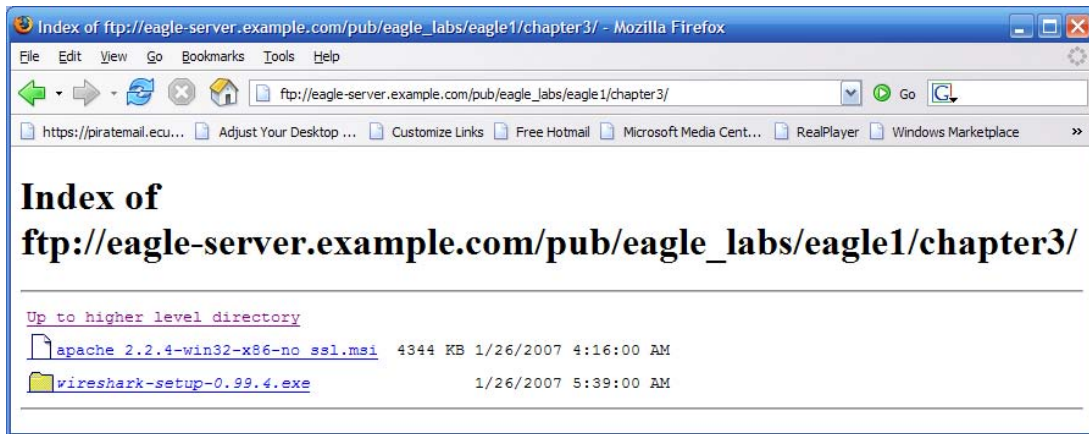 Index of ftp://eagle-server.example.com/pub/eagle_labs/eagle1/chapter3/ - Mozilla Firefox
File Edit View Go Bookmarks Tools Help
ftp://eagle-server.example.com/pub/eagle_labs/eagle1/chapter3/ Go G
https://piratemail.ecu... Adjust Your Desktop ... Customize Links Free Hotmail Microsoft Media Cent... RealPlayer Windows Marketplace »
Index of
ftp://eagle-server.example.com/pub/eagle_labs/eagle1/chapter3/
Up to higher level directory
apache 2.2.4-win32-x86-no ssl.msi 4344 KB 1/26/2007 4:16:00 AM
wireshark-setup-0.99.4.exe 1/26/2007 5:39:00 AM